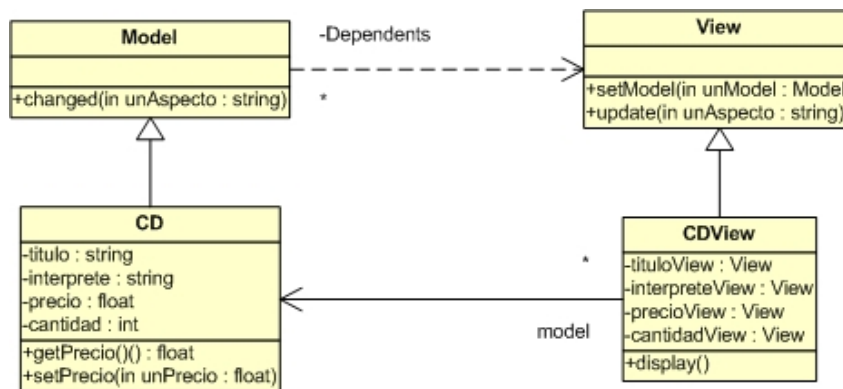 Model
+changed(in unAspecto : string)
-Dependents
*
View
+setModel(in unModel : Model
+update(in unAspecto : string)
CD
-titulo : string
-interprete : string
-precio : float
-cantidad : int
+getPrecio()() : float
+setPrecio(in unPrecio : float)
*
model
CDView
-tituloView : View
-interpreteView : View
-precioView : View
-cantidadView : View
+display()